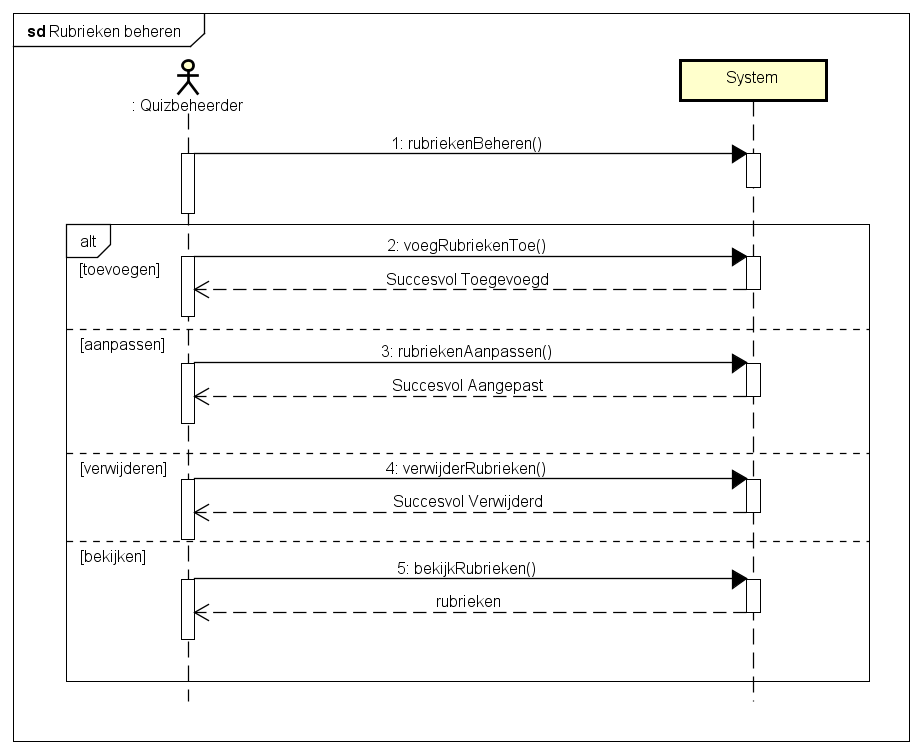 sd Rubrieken beheren
System
: Quizbeheerder
1: rubriekenBeheren()
alt
2: voegRubriekenToe()
[toevoegen]
Succesvol Toegevoegd
[aanpassen]
3: rubriekenAanpassen()
Succesvol Aangepast
[verwijderen]
4: verwijderRubrieken()
Succesvol Verwijderd
[bekijken]
5: bekijkRubrieken()
rubrieken